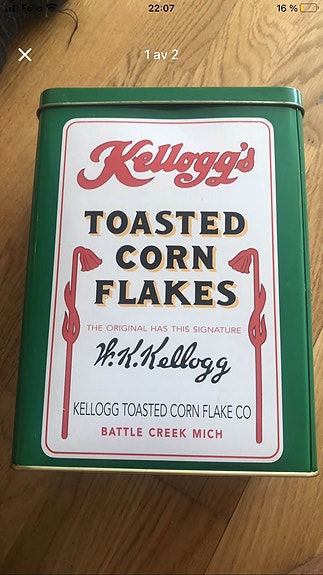 Felia
22:07
16 %
1 av 2
Kellogg's
TOASTED
CORN
FLAKES
THE ORIGINAL HAS THIS SIGNATURE
W.K.Kellogg
KELLOGG TOASTED CORN FLAKE CO
BATTLE CREEK MICH